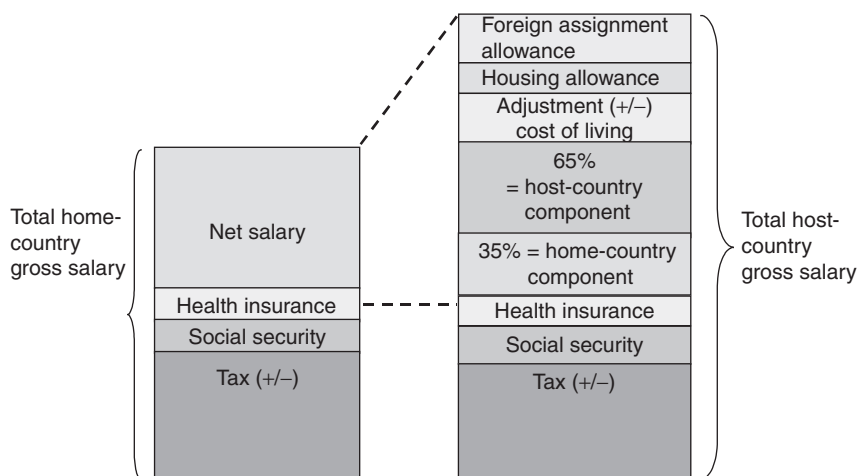 Total home-
country
gross salary
Net salary
Health insurance
Social security
Tax (+/–)
Foreign assignment
allowance
Housing allowance
Adjustment (+/–)
cost of living
65%
= host-country
component
35% = home-country
component
Health insurance
Social security
Tax (+/–)
Total host-
country
gross salary